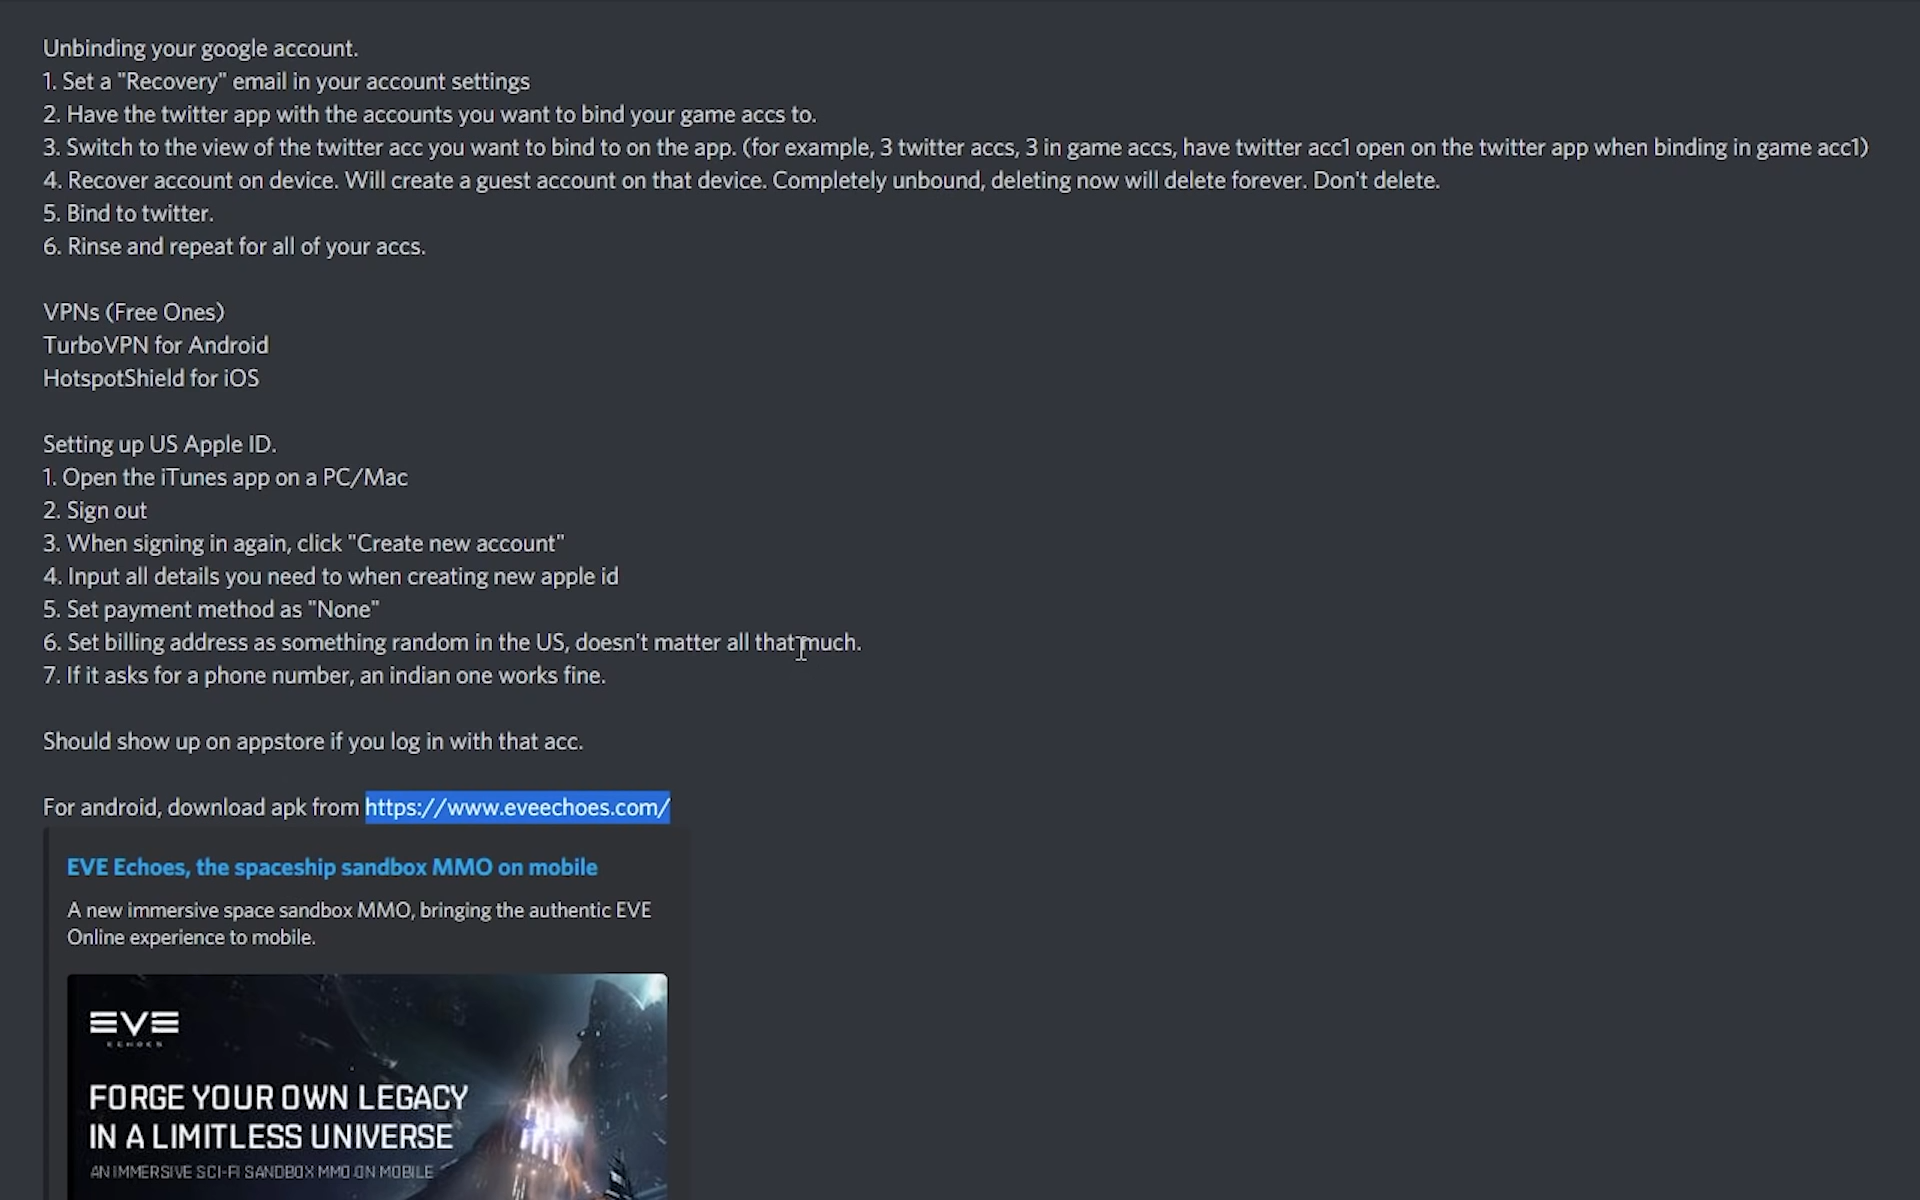 Unbinding your google account.
1. Set a "Recovery" email in your account settings
2. Have the twitter app with the accounts you want to bind your game accs to.
3. Switch to the view of the twitter acc you want to bind to on the app. (for example, 3 twitter accs, 3 in game accs, have twitter acc1 open on the twitter app when binding in game acc1)
4. Recover account on device. Will create a guest account on that device. Completely unbound, deleting now will delete forever. Don't delete.
5. Bind to twitter.
6. Rinse and repeat for all of your accs.
VPNs (Free Ones)
TurboVPN for Android
HotspotShield for iOS
Setting up US Apple ID.
1. Open the iTunes app on a PC/Mac
2. Sign out
3. When signing in again, click "Create new account"
4. Input all details you need to when creating new apple id
5. Set payment method as "None"
6. Set billing address as something random in the US, doesn't matter all that much.
7. If it asks for a phone number, an indian one works fine.
Should show up on appstore if you log in with that acc.
For android, download apk from https://www.eveechoes.com/
EVE Echoes, the spaceship sandbox MMO on mobile
A new immersive space sandbox MMO, bringing the authentic EVE
Online experience to mobile.
EVE
ECHOES
FORGE YOUR OWN LEGACY
IN A LIMITLESS UNIVERSE
AN IMMERSIVE SCI-FI SANDBOX MMO ON MOBILE